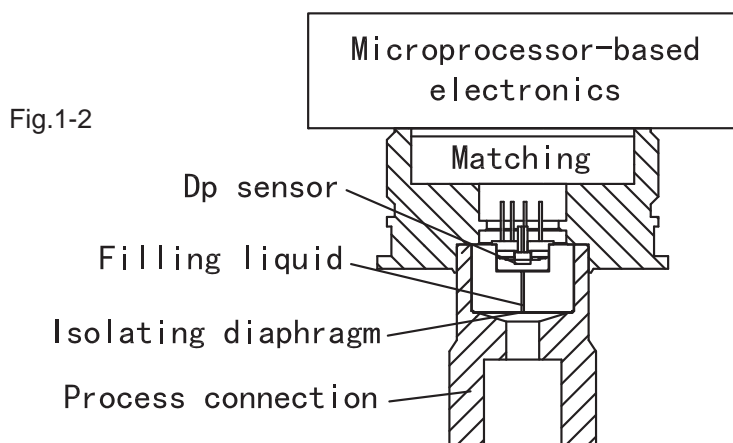 Microprocessor-based
electronics
Fig.1-2
Matching
Dp sensor
Filling liquid
Isolating diaphragm
Process connection